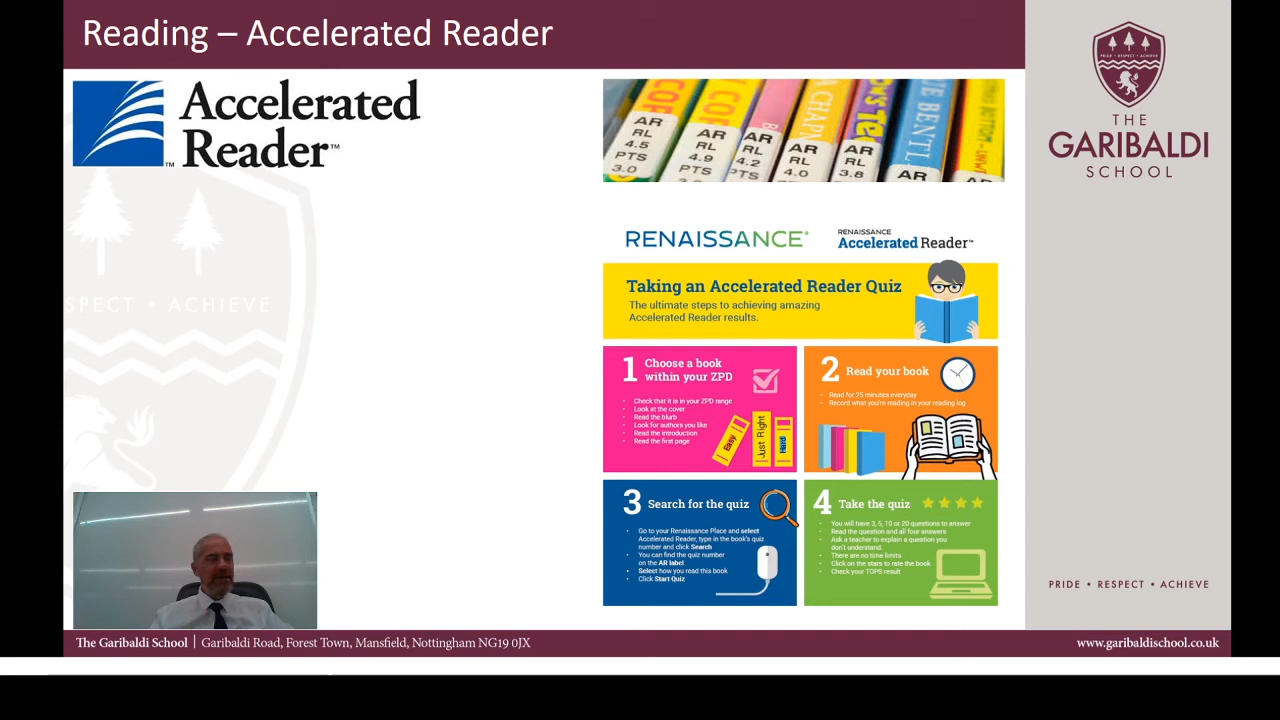 Reading – Accelerated Reader
Accelerated
Reader™
AR
RL
4.5
PTS
3.0
AR
RL
4.9
PTS
AR
RL
4.2
PTS
AR
RL
4.0
AR
RL
3.8
AR
AR
PRIDE • RESPECT • ACHIEVE
THE
GARIBALDI
SCHOOL
SPECT • ACHIEVE
RENAISSANCE®
RENAISSANCE
Accelerated Reader™
Taking an Accelerated Reader Quiz
The ultimate steps to achieving amazing
Accelerated Reader results.
1 Choose a book
within your ZPD
• Check that it is in your ZPD range
• Look at the cover
• Read the blurb
• Look for authors you like
• Read the introduction
• Read the first page
Easy
Just Right
Hard
2 Read your book
• Read for 25 minutes everyday
• Record what you're reading in your reading log
3 Search for the quiz
• Go to your Renaissance Place and select
Accelerated Reader, type in the book's quiz
number and click Search
• You can find the quiz number
on the AR label
• Select how you read this book
• Click Start Quiz
4 Take the quiz
• You will have 3, 5, 10 or 20 questions to answer
• Read the question and all four answers
• Ask a teacher to explain a question you
don't understand
• There are no time limits
• Click on the stars to rate the book
• Check your TOPS result
PRIDE • RESPECT • ACHIEVE
The Garibaldi School | Garibaldi Road, Forest Town, Mansfield, Nottingham NG19 0JX
www.garibaldischool.co.uk